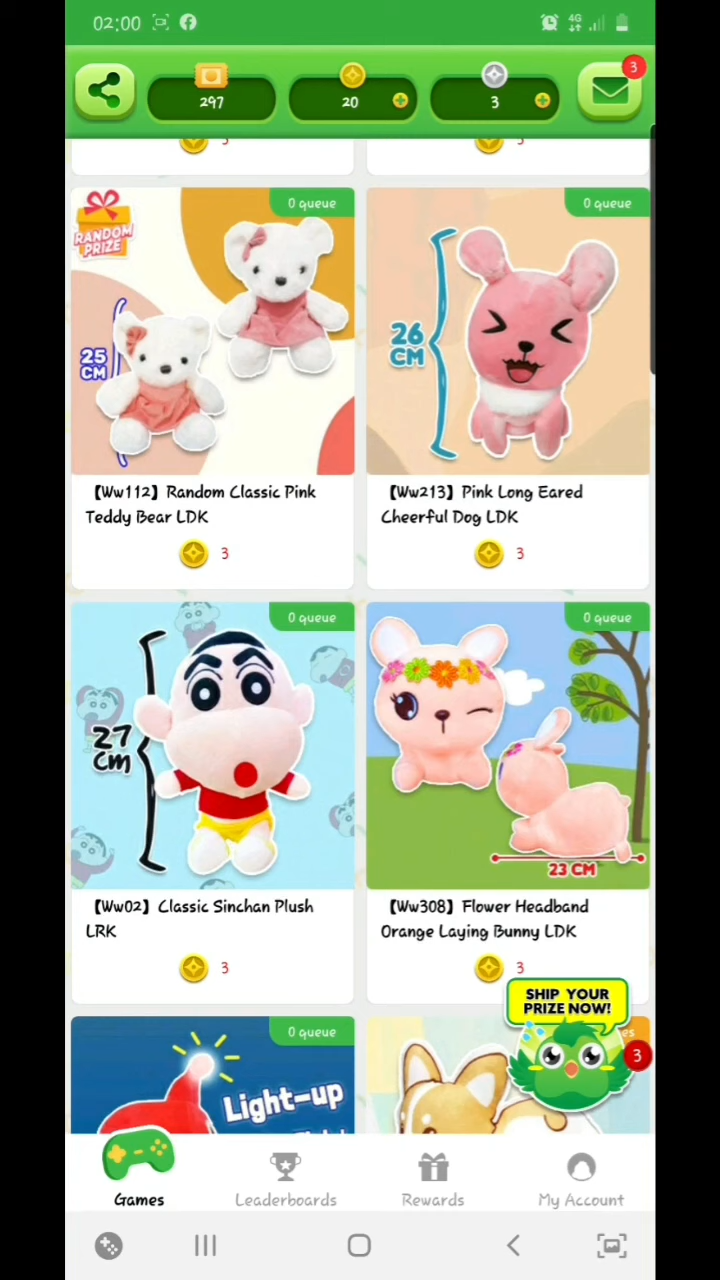 02:00
4G
297
20
3
3
0 queue
0 queue
RANDOM
PRIZE
25
CM
26
CM
【Ww112】Random Classic Pink
Teddy Bear LDK
【Ww213】Pink Long Eared
Cheerful Dog LDK
3
3
0 queue
0 queue
27
Cm
23 CM
【Ww02】Classic Sinchan Plush
LRK
【Ww308】Flower Headband
Orange Laying Bunny LDK
3
3
SHIP YOUR
PRIZE NOW!
3
0 queue
Light-up
Games
Leaderboards
Rewards
My Account